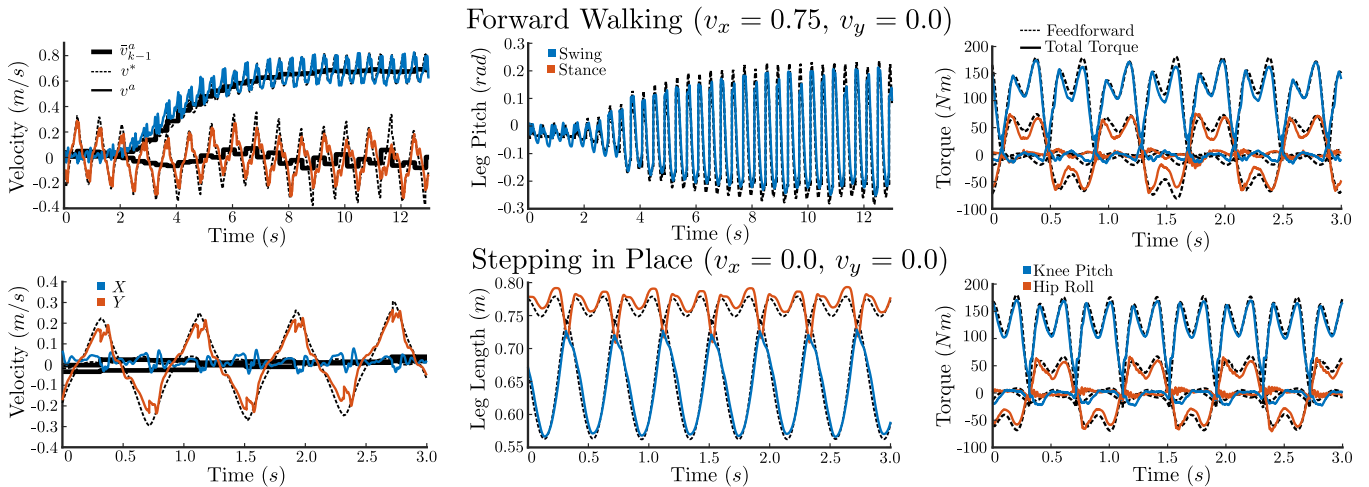 Forward Walking (v_x = 0.75, v_y = 0.0)
Velocity (m/s)
0.8
0.6
0.4
0.2
0
-0.2
-0.4
v̄^a_{k−1}
v*
v^a
0 2 4 6 8 10 12
Time (s)
Leg Pitch (rad)
0.3
0.2
0.1
0
-0.1
-0.2
-0.3
Swing
Stance
0 2 4 6 8 10 12
Time (s)
Torque (Nm)
200
150
100
50
0
-50
-100
Feedforward
Total Torque
0 0.5 1.0 1.5 2.0 2.5 3.0
Time (s)
Stepping in Place (v_x = 0.0, v_y = 0.0)
Velocity (m/s)
0.4
0.3
0.2
0.1
0
-0.1
-0.2
-0.3
0.4
X
Y
0 0.5 1.0 1.5 2.0 2.5 3.0
Time (s)
Leg Length (m)
0.80
0.75
0.70
0.65
0.60
0.55
0 0.5 1.0 1.5 2.0 2.5 3.0
Time (s)
Torque (Nm)
200
150
100
50
0
-50
-100
Knee Pitch
Hip Roll
0 0.5 1.0 1.5 2.0 2.5 3.0
Time (s)